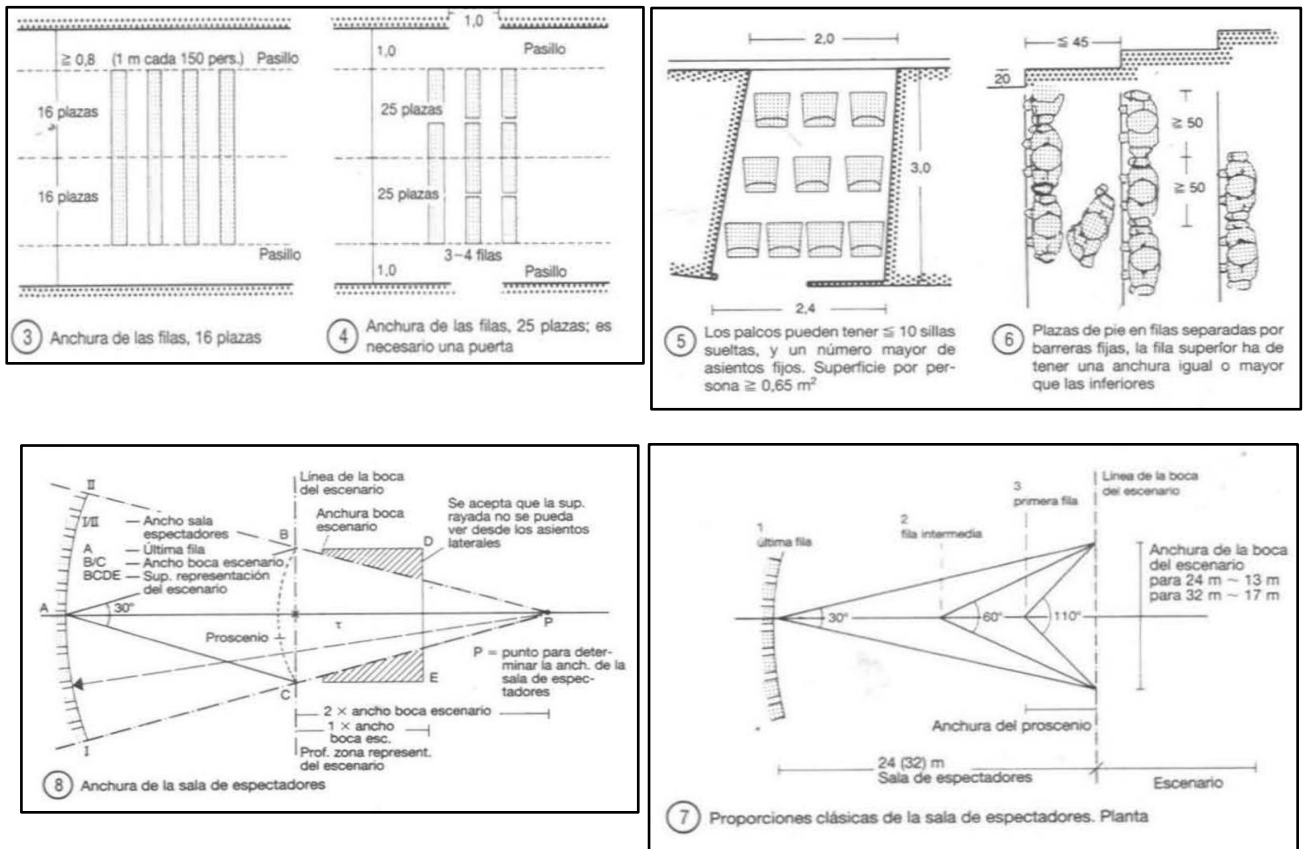 1,0
≧ 0,8 (1 m cada 150 pers.) Pasillo
16 plazas
16 plazas
Pasillo
③ Anchura de las filas, 16 plazas
1,0
Pasillo
25 plazas
25 plazas
3–4 filas
1,0
Pasillo
④ Anchura de las filas, 25 plazas; es
necesario una puerta
2,0
3,0
2,4
⑤ Los palcos pueden tener ≦ 10 sillas
sueltas, y un número mayor de
asientos fijos. Superficie por per-
sona ≧ 0,65 m²
≦ 45
20
≧ 50
≧ 50
⑥ Plazas de pie en filas separadas por
barreras fijas, la fila superior ha de
tener una anchura igual o mayor
que las inferiores
II
I/II — Ancho sala
espectadores
A — Última fila
B/C — Ancho boca escenario
BCDE — Sup. representación
del escenario
Línea de la boca
del escenario
Anchura boca
escenario
Se acepta que la sup.
rayada no se pueda
ver desde los asientos
laterales
B
D
A
30°
τ
P
Proscenio
P = punto para deter-
minar la anch. de la
sala de espec-
tadores
C
E
I
2 × ancho boca escenario
1 × ancho
boca esc.
Prof. zona represent.
del escenario
⑧ Anchura de la sala de espectadores
1
última fila
2
fila intermedia
3
primera fila
Línea de la boca
del escenario
Anchura de la boca
del escenario
para 24 m ~ 13 m
para 32 m ~ 17 m
30°
60°
110°
Anchura del proscenio
24 (32) m
Sala de espectadores
Escenario
⑦ Proporciones clásicas de la sala de espectadores. Planta